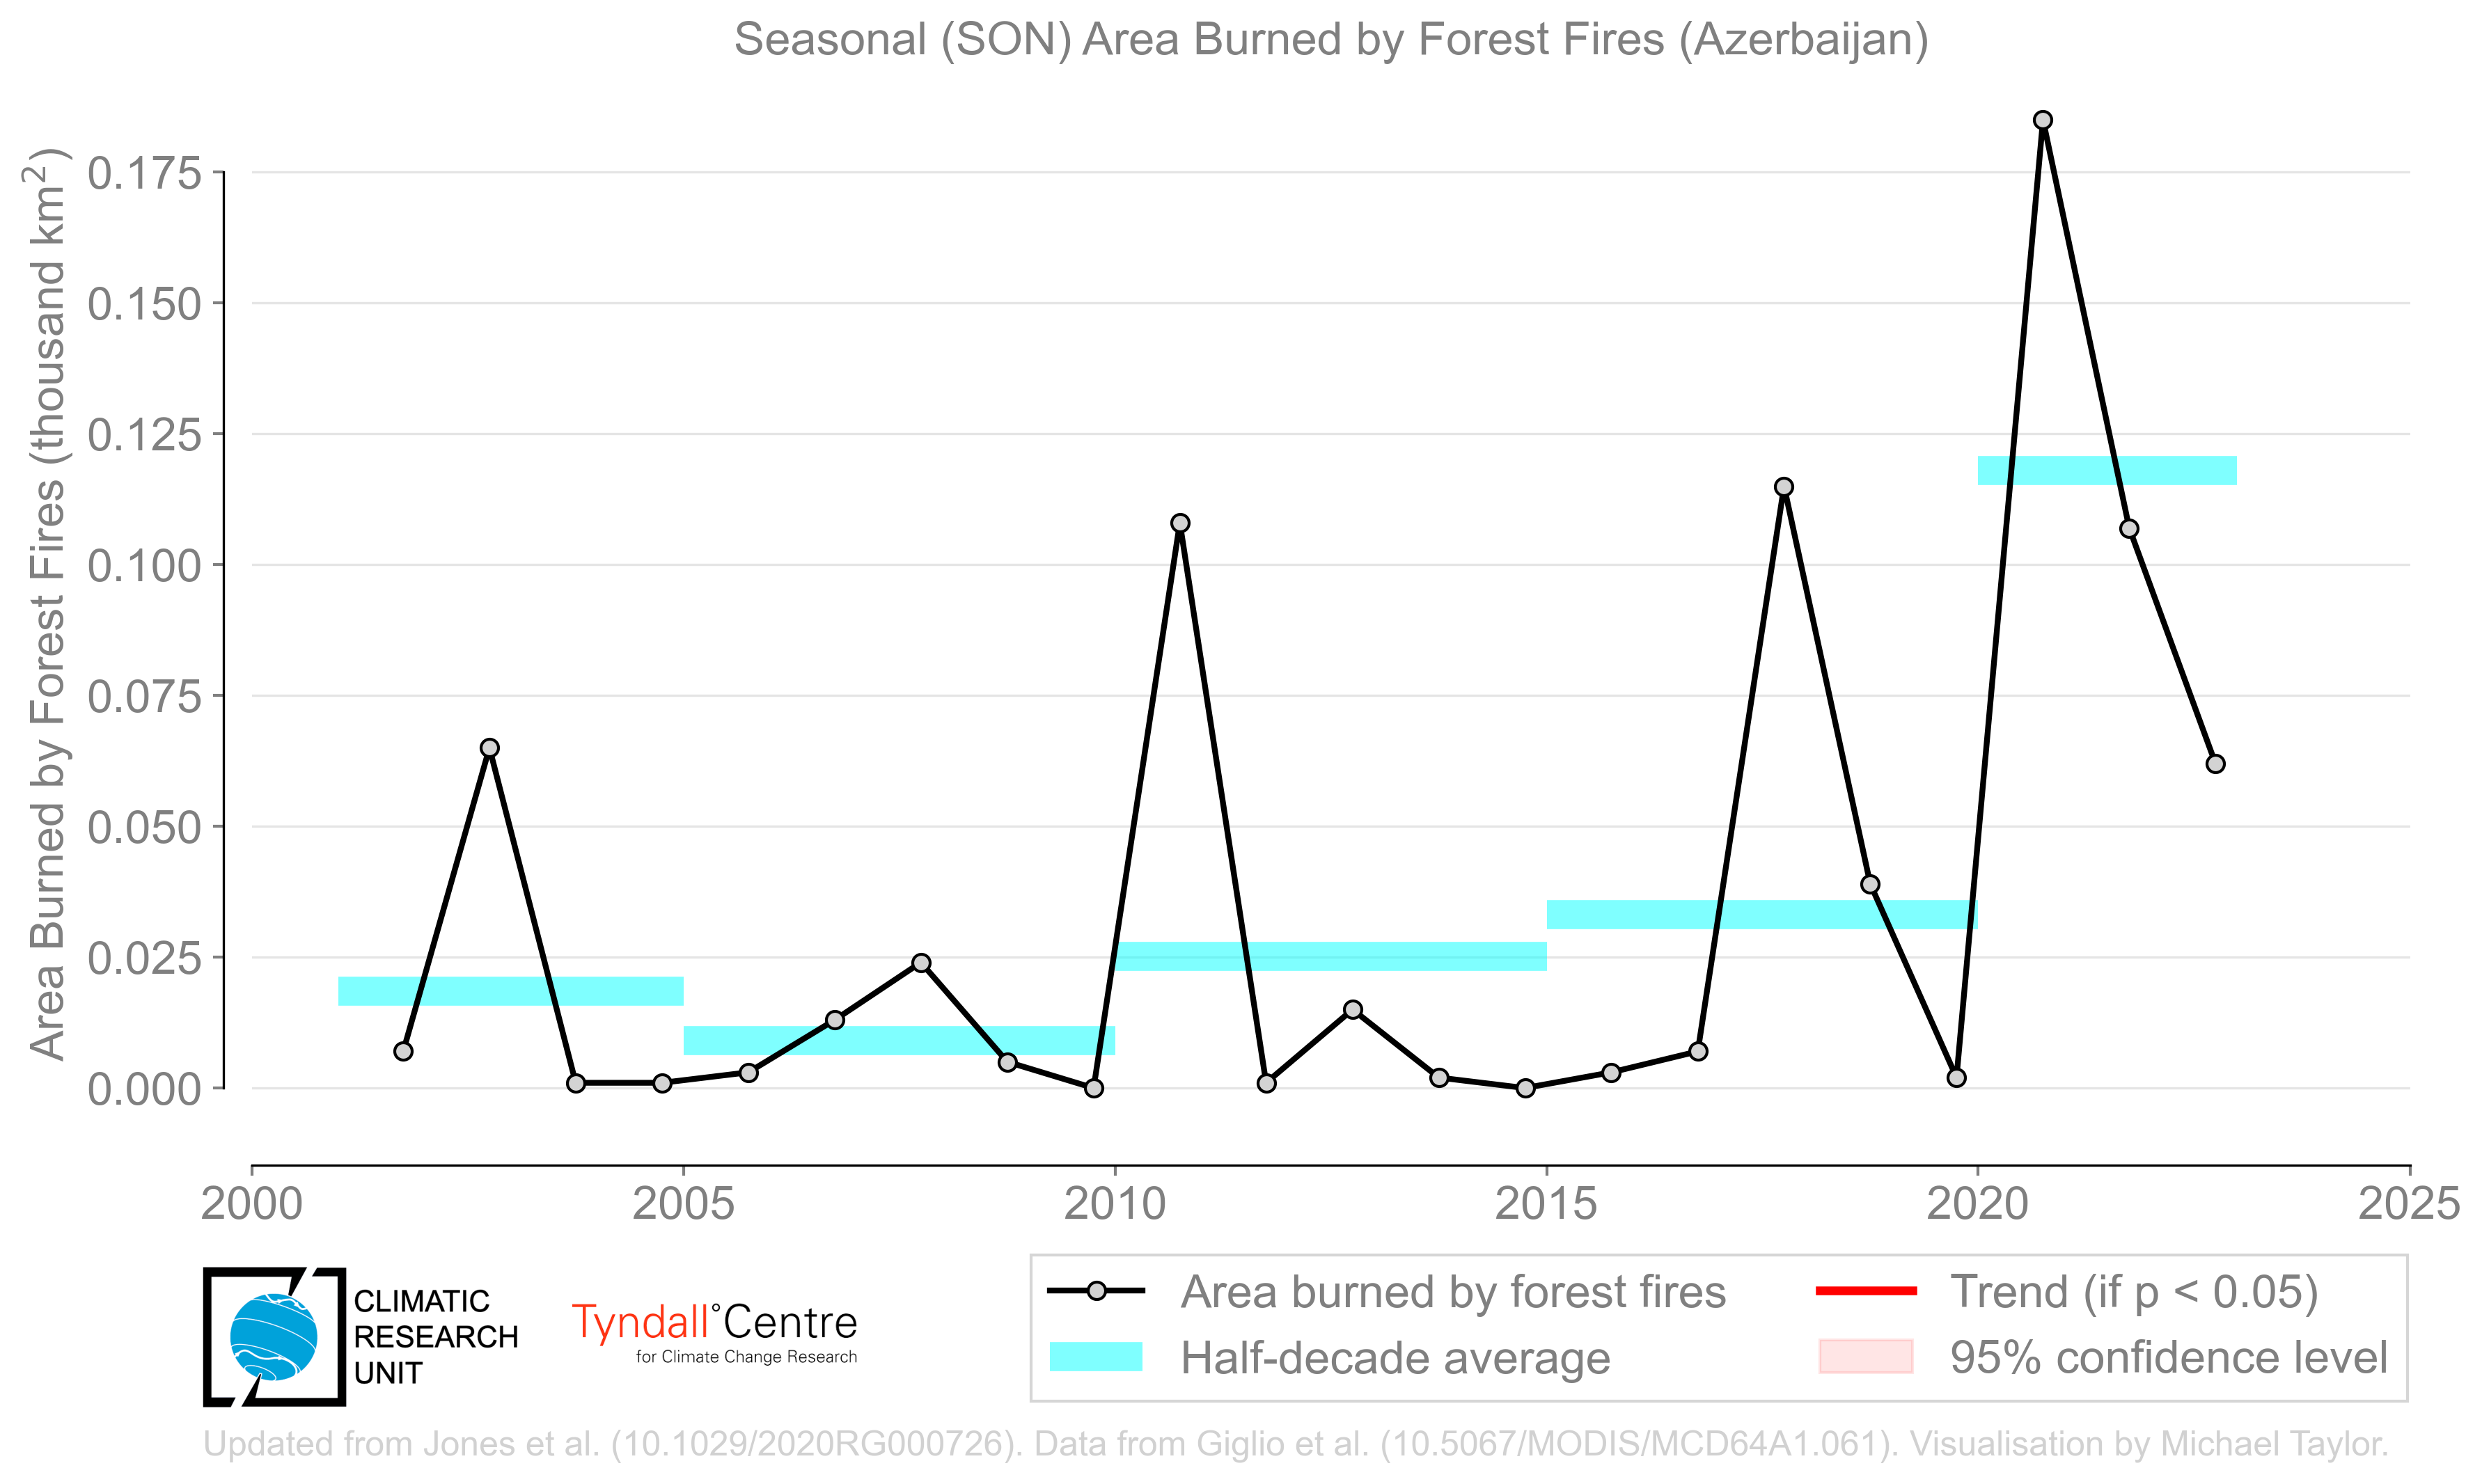 Seasonal (SON) Area Burned by Forest Fires (Azerbaijan)
Area Burned by Forest Fires (thousand km²)
0.175
0.150
0.125
0.100
0.075
0.050
0.025
0.000
2000 2005 2010 2015 2020 2025
CLIMATIC
RESEARCH
UNIT
Tyndall°Centre
for Climate Change Research
Area burned by forest fires
Half-decade average
Trend (if p < 0.05)
95% confidence level
Updated from Jones et al. (10.1029/2020RG000726). Data from Giglio et al. (10.5067/MODIS/MCD64A1.061). Visualisation by Michael Taylor.